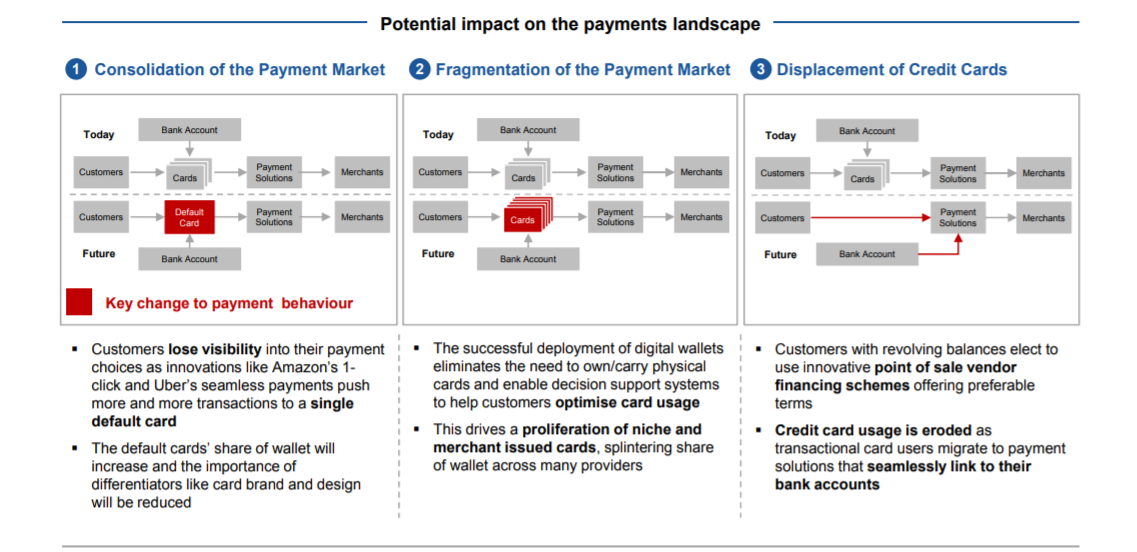 Potential impact on the payments landscape
1 Consolidation of the Payment Market
Today
Bank Account
Customers
Cards
Payment
Solutions
Merchants
Customers
Default
Card
Payment
Solutions
Merchants
Future
Bank Account
Key change to payment behaviour
▪ Customers lose visibility into their payment
choices as innovations like Amazon's 1-
click and Uber's seamless payments push
more and more transactions to a single
default card
▪ The default cards' share of wallet will
increase and the importance of
differentiators like card brand and design
will be reduced
2 Fragmentation of the Payment Market
Today
Bank Account
Customers
Cards
Payment
Solutions
Merchants
Customers
Cards
Payment
Solutions
Merchants
Future
Bank Account
▪ The successful deployment of digital wallets
eliminates the need to own/carry physical
cards and enable decision support systems
to help customers optimise card usage
▪ This drives a proliferation of niche and
merchant issued cards, splintering share
of wallet across many providers
3 Displacement of Credit Cards
Today
Bank Account
Customers
Cards
Payment
Solutions
Merchants
Customers
Payment
Solutions
Merchants
Future
Bank Account
▪ Customers with revolving balances elect to
use innovative point of sale vendor
financing schemes offering preferable
terms
▪ Credit card usage is eroded as
transactional card users migrate to payment
solutions that seamlessly link to their
bank accounts